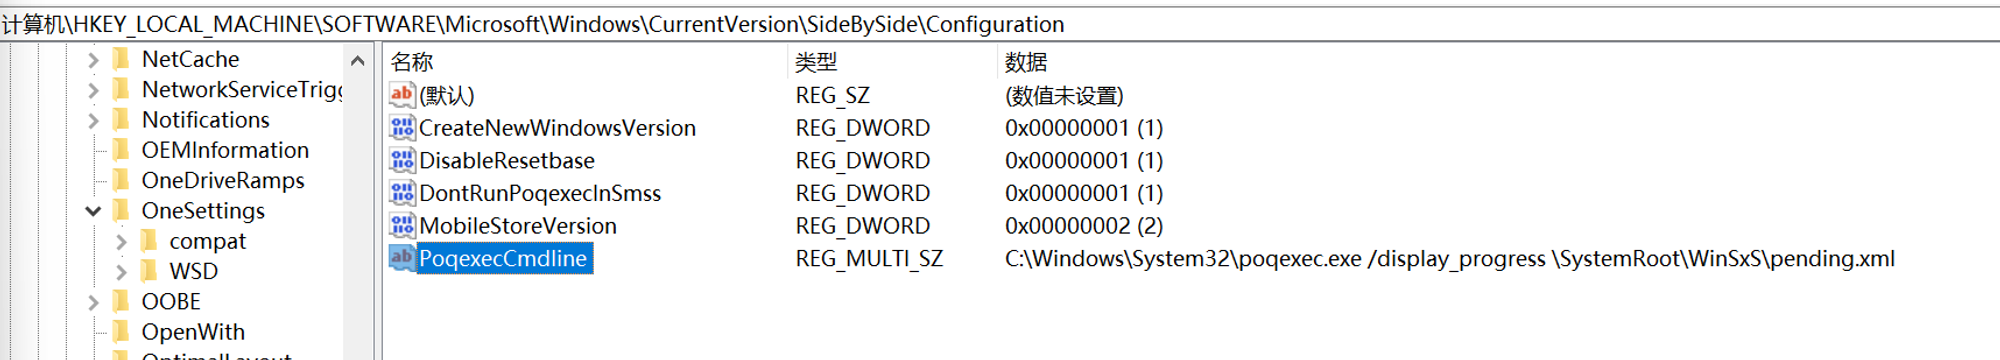 计算机\HKEY_LOCAL_MACHINE\SOFTWARE\Microsoft\Windows\CurrentVersion\SideBySide\Configuration
NetCache
NetworkServiceTrigg
Notifications
OEMInformation
OneDriveRamps
OneSettings
compat
WSD
OOBE
OpenWith
OptimalLayout
名称 类型 数据
(默认) REG_SZ (数值未设置)
CreateNewWindowsVersion REG_DWORD 0x00000001 (1)
DisableResetbase REG_DWORD 0x00000001 (1)
DontRunPoqexecInSmss REG_DWORD 0x00000001 (1)
MobileStoreVersion REG_DWORD 0x00000002 (2)
PoqexecCmdline REG_MULTI_SZ C:\Windows\System32\poqexec.exe /display_progress \SystemRoot\WinSxS\pending.xml